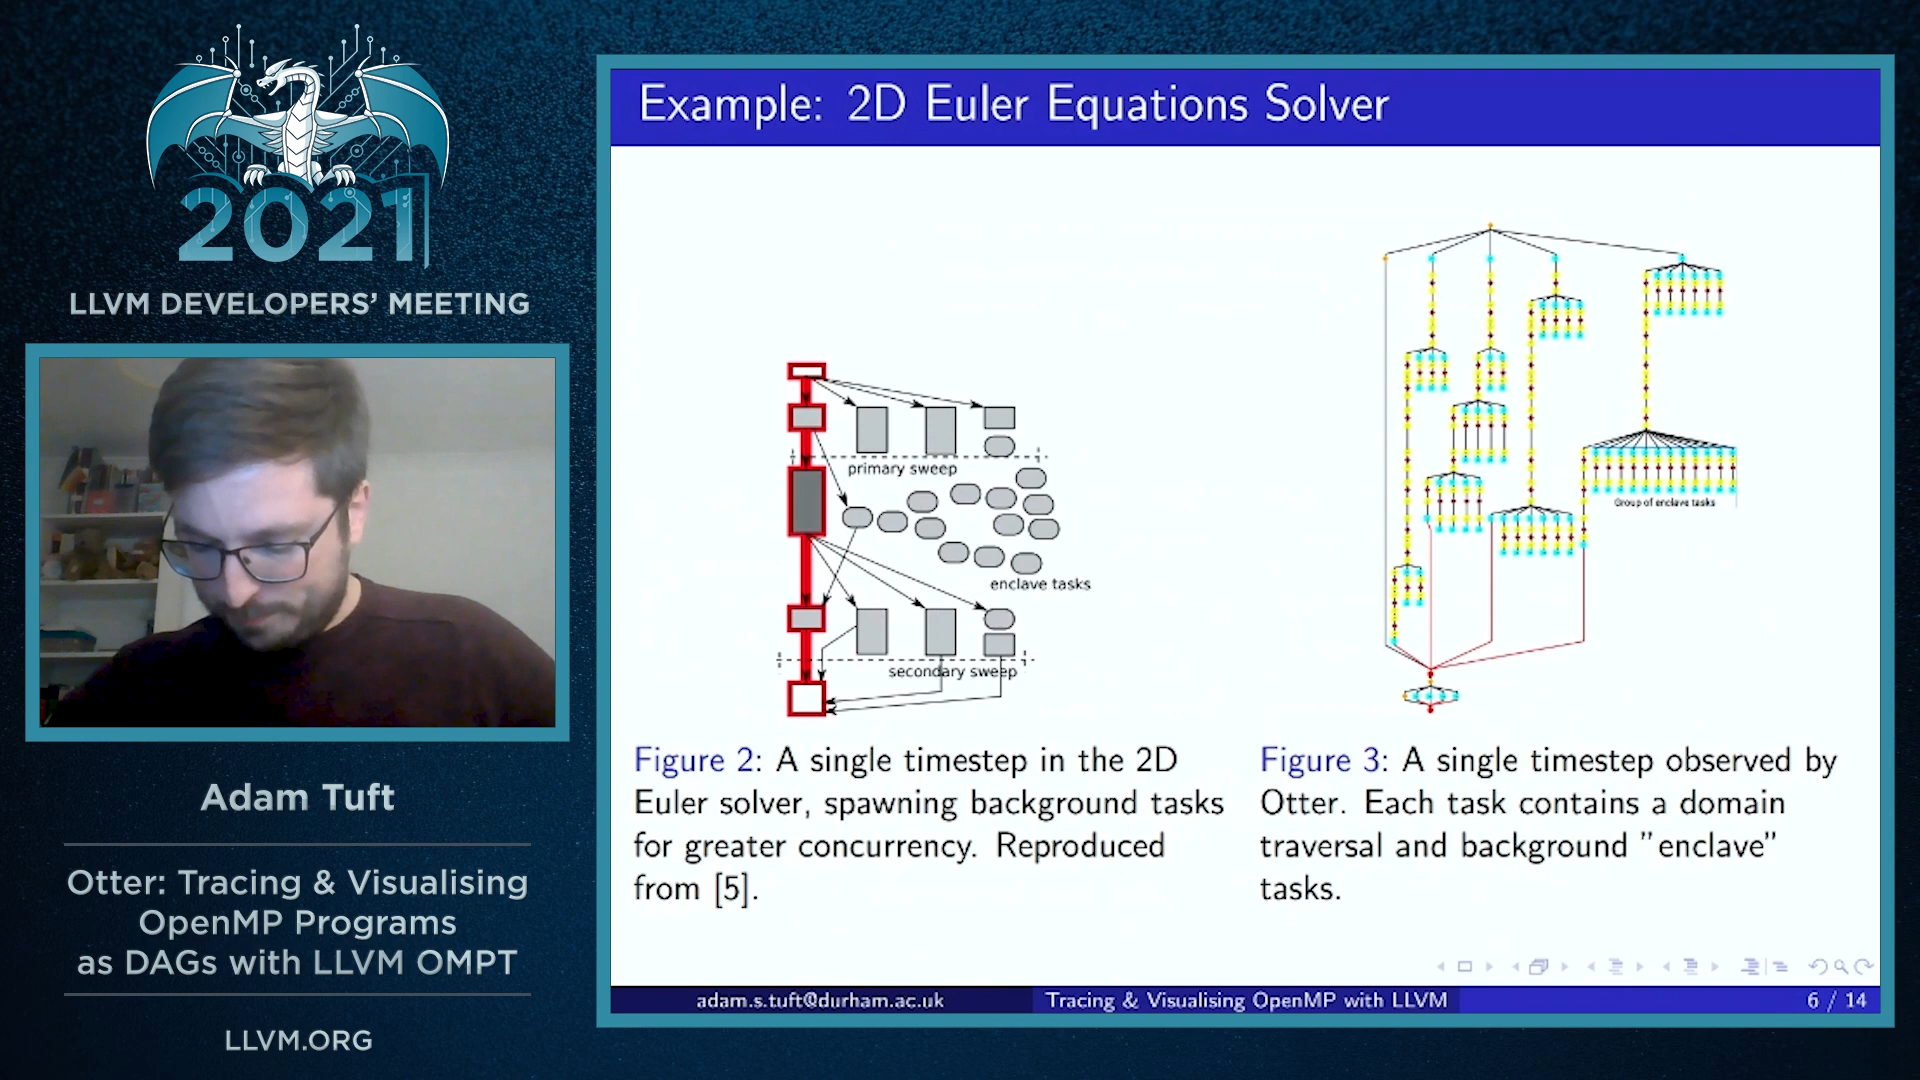 2021
LLVM DEVELOPERS’ MEETING
Adam Tuft
Otter: Tracing & Visualising
OpenMP Programs
as DAGs with LLVM OMPT
LLVM.ORG
Example: 2D Euler Equations Solver
primary sweep
enclave tasks
secondary sweep
Group of enclave tasks
Figure 2: A single timestep in the 2D
Euler solver, spawning background tasks
for greater concurrency. Reproduced
from [5].
Figure 3: A single timestep observed by
Otter. Each task contains a domain
traversal and background ”enclave”
tasks.
adam.s.tuft@durham.ac.uk
Tracing & Visualising OpenMP with LLVM
6 / 14